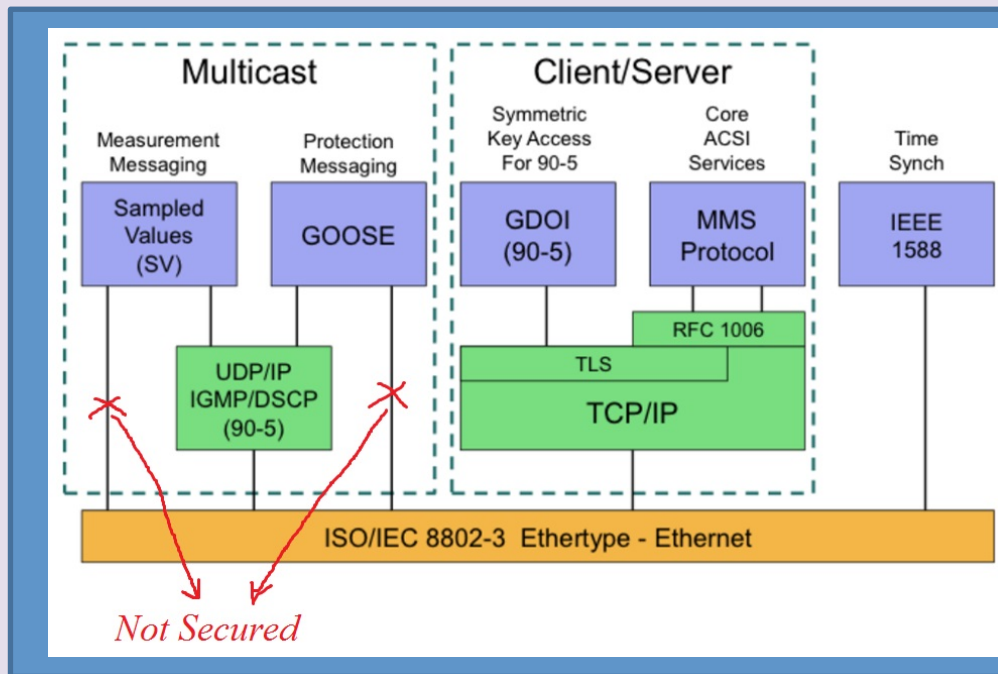 Multicast
Client/Server
Measurement
Messaging
Protection
Messaging
Symmetric
Key Access
For 90-5
Core
ACSI
Services
Time
Synch
Sampled
Values
(SV)
GOOSE
GDOI
(90-5)
MMS
Protocol
IEEE
1588
RFC 1006
UDP/IP
IGMP/DSCP
(90-5)
TLS
TCP/IP
ISO/IEC 8802-3 Ethertype - Ethernet
Not Secured